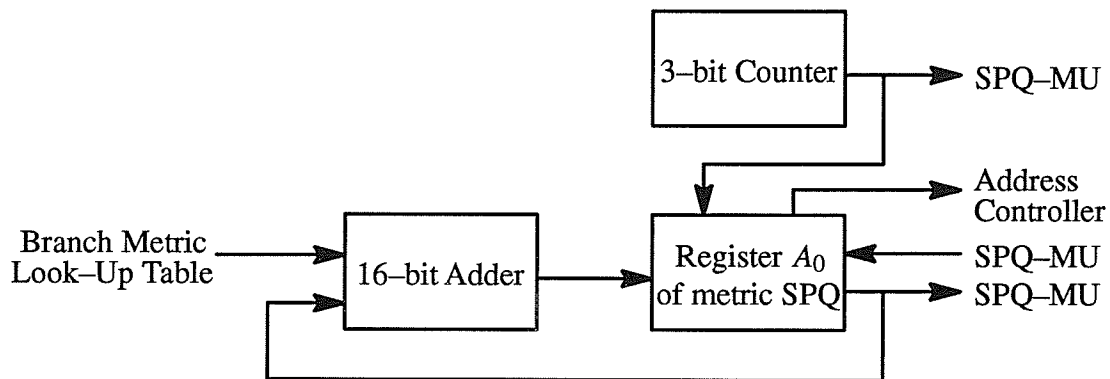 3–bit Counter
SPQ–MU
Address
Controller
Branch Metric
Look–Up Table
16–bit Adder
Register A0
of metric SPQ
SPQ–MU
SPQ–MU